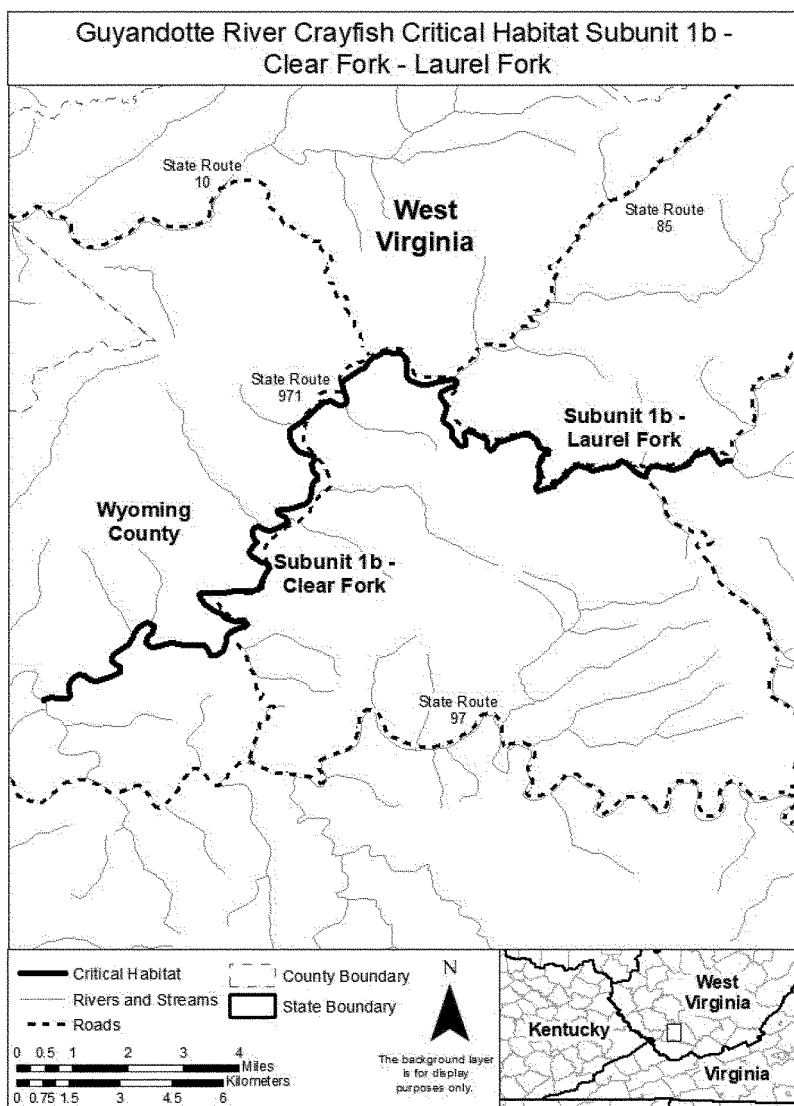 Guyandotte River Crayfish Critical Habitat Subunit 1b -
Clear Fork - Laurel Fork
State Route
10
West
Virginia
State Route
85
State Route
971
Subunit 1b -
Laurel Fork
Wyoming
County
Subunit 1b -
Clear Fork
State Route
97
Critical Habitat
Rivers and Streams
Roads
County Boundary
State Boundary
0 0.5 1 2 3 4
Miles
Kilometers
0 0.75 1.5 3 4.5 6
N
The background layer
is for display
purposes only.
West
Virginia
Kentucky
Virginia